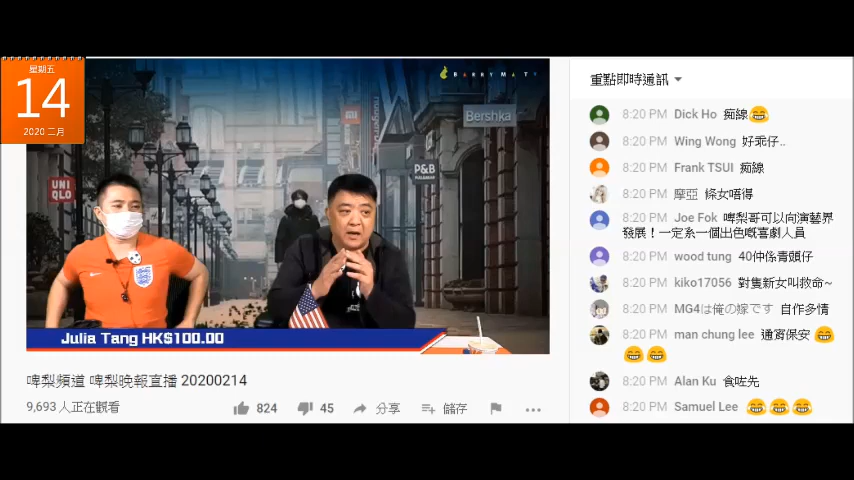 星期五
14
2020 二月
BARRYMATY
Bershka
P&B
UNI
QLO
Julia Tang HK$100.00
啤梨頻道 啤梨晚報直播 20200214
9,693 人正在觀看
824
45
分享
儲存
重點即時通訊
8:20 PM Dick Ho 痴線😂
8:20 PM Wing Wong 好乖仔..
8:20 PM Frank TSUI 痴線
8:20 PM 摩亞 條女唔得
8:20 PM Joe Fok 啤梨哥可以向演藝界
發展！一定系一個出色嘅喜劇人員
8:20 PM wood tung 40仲係青頭仔
8:20 PM kiko17056 對隻新女叫救命~
8:20 PM MG4は俺の嫁です 自作多情
8:20 PM man chung lee 通宵保安 😂
😂😂
8:20 PM Alan Ku 食咗先
8:20 PM Samuel Lee 😂😂😂